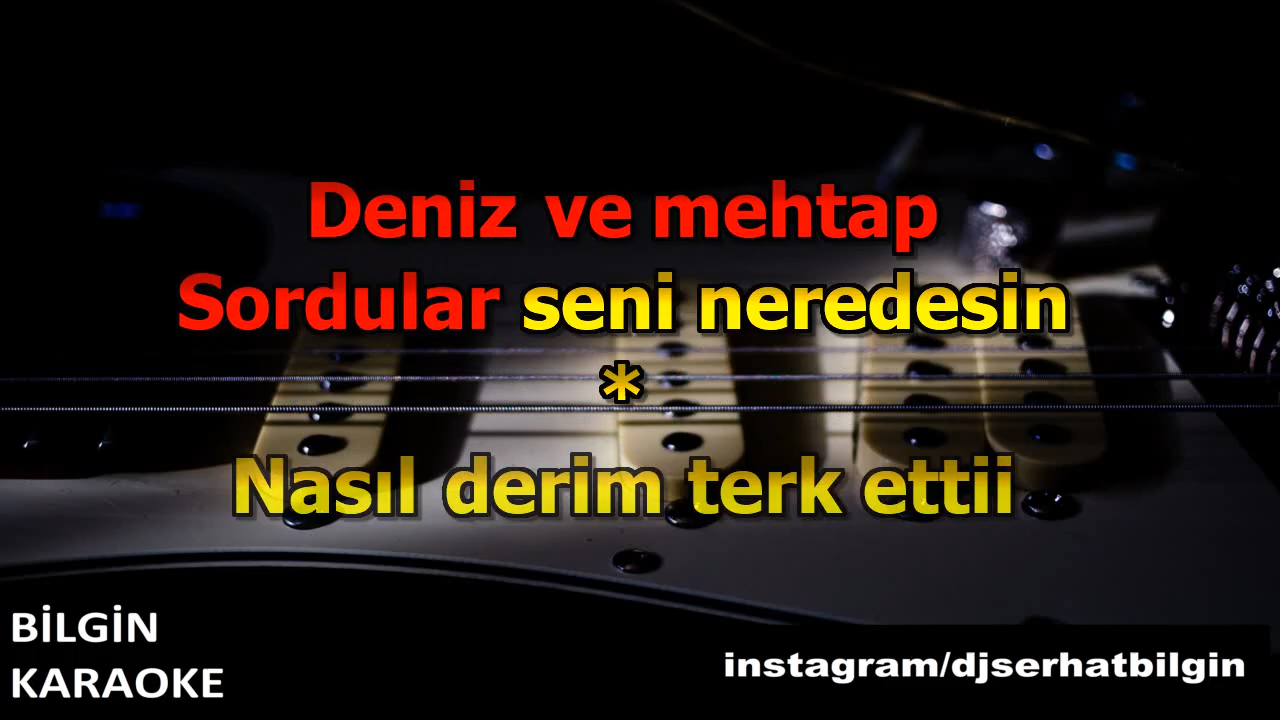 Deniz ve mehtap
Sordular seni neredesin
*
Nasıl derim terk ettii
BİLGİN
KARAOKE
instagram/djserhatbilgin